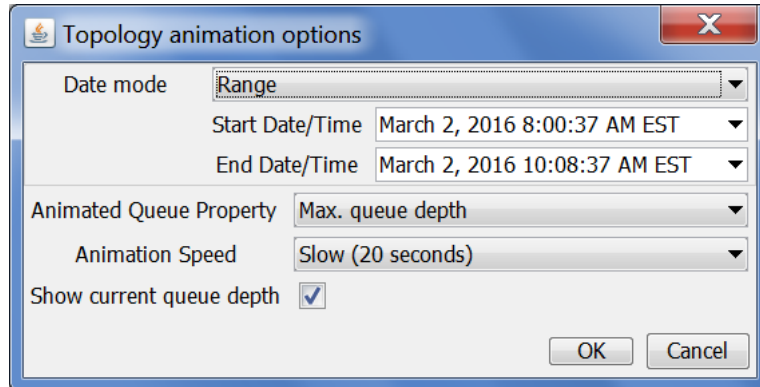 Topology animation options
Date mode Range
Start Date/Time March 2, 2016 8:00:37 AM EST
End Date/Time March 2, 2016 10:08:37 AM EST
Animated Queue Property Max. queue depth
Animation Speed Slow (20 seconds)
Show current queue depth
OK Cancel